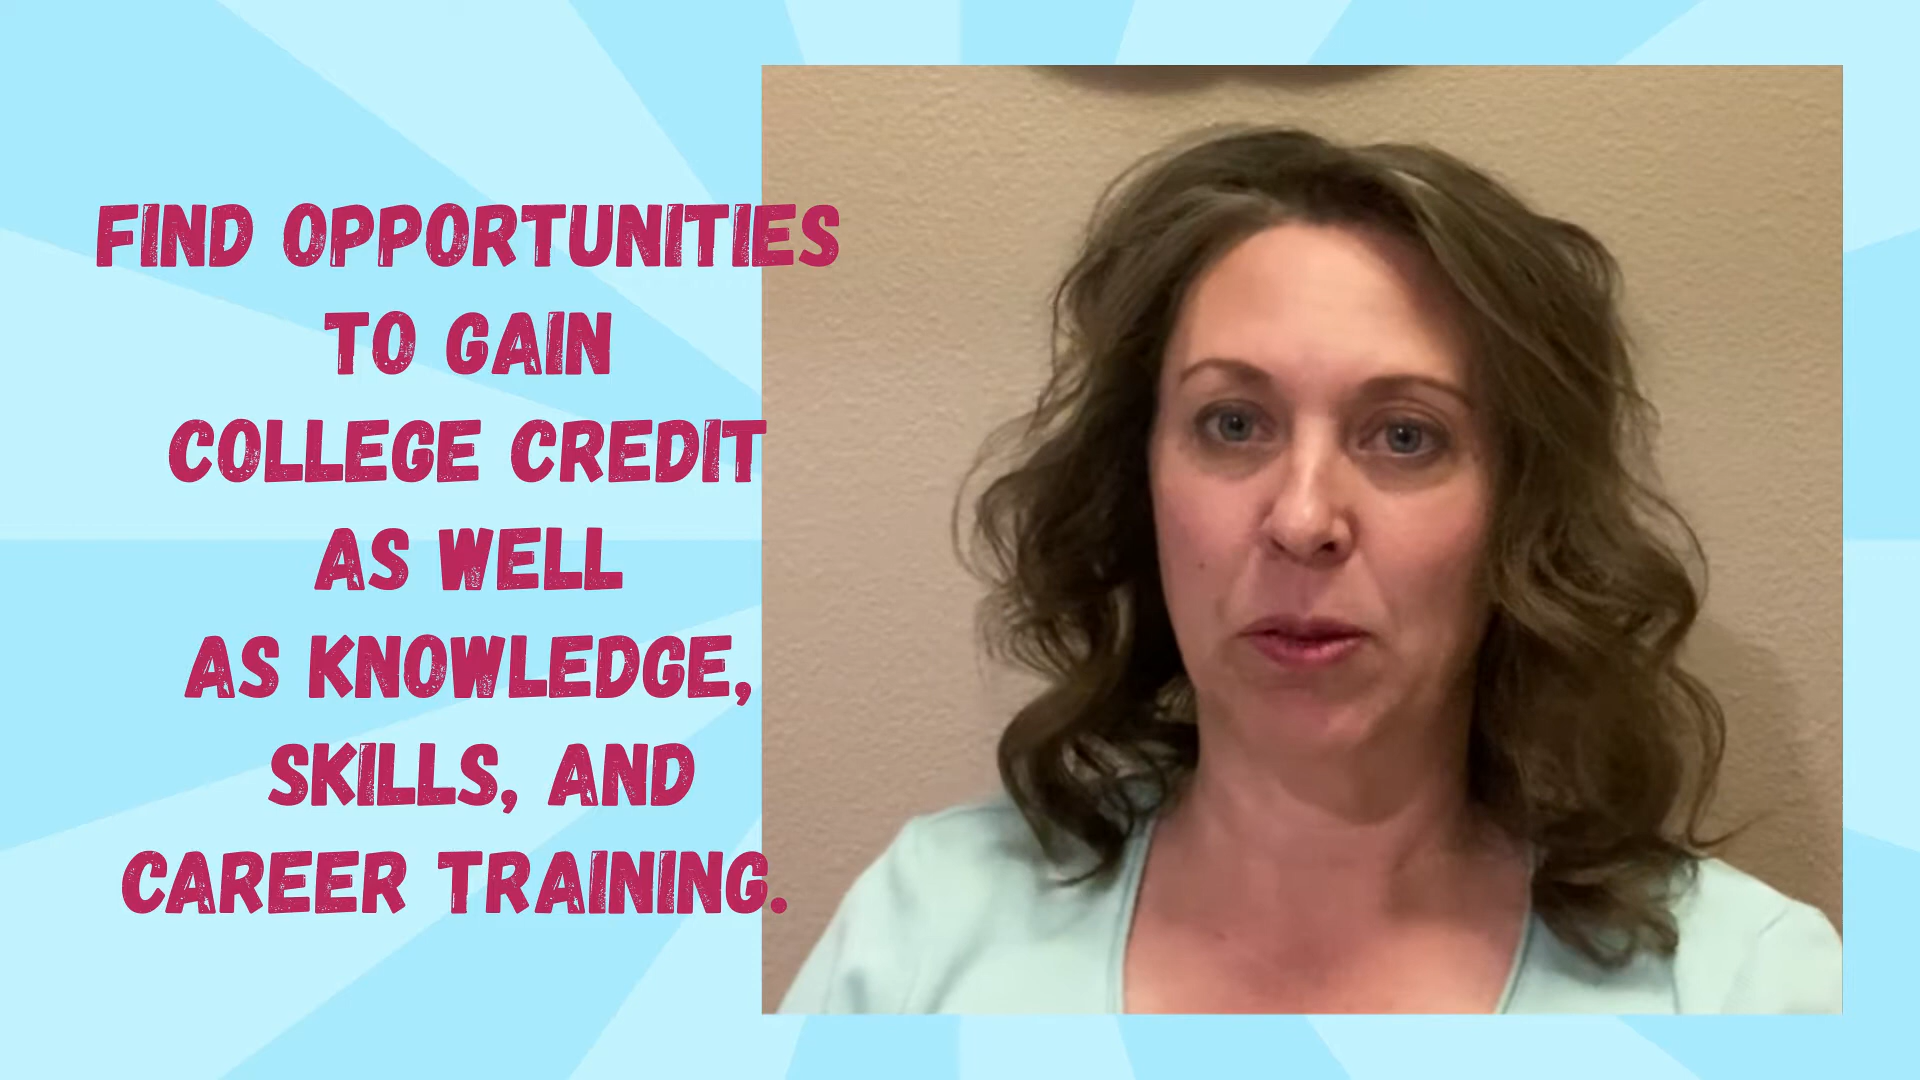 FIND OPPORTUNITIES
TO GAIN
COLLEGE CREDIT
AS WELL
AS KNOWLEDGE,
SKILLS, AND
CAREER TRAINING.